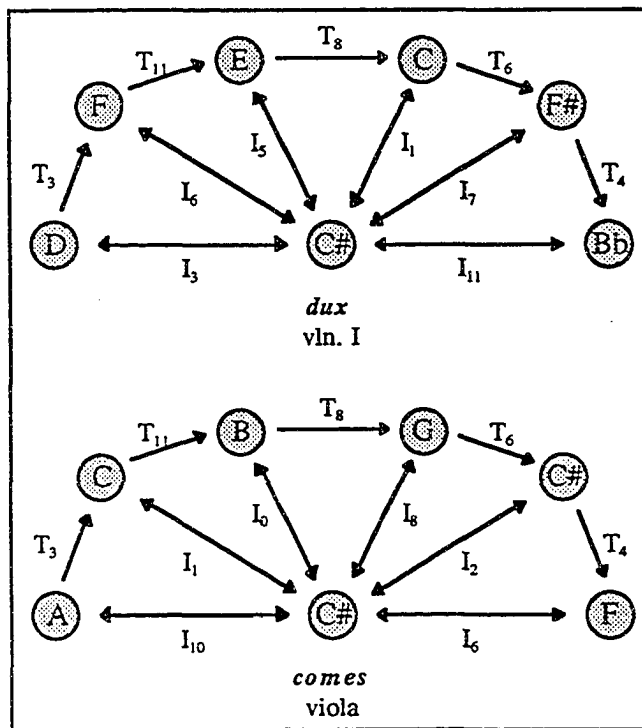 T₈
E C
T₁₁ T₆
F F#
I₅ I₁
T₃ I₆ I₇ T₄
D C# Bb
I₃ I₁₁
dux
vln. I
T₈
B G
T₁₁ T₆
C C#
I₀ I₈
T₃ I₁ I₂ T₄
A C# F
I₁₀ I₆
comes
viola